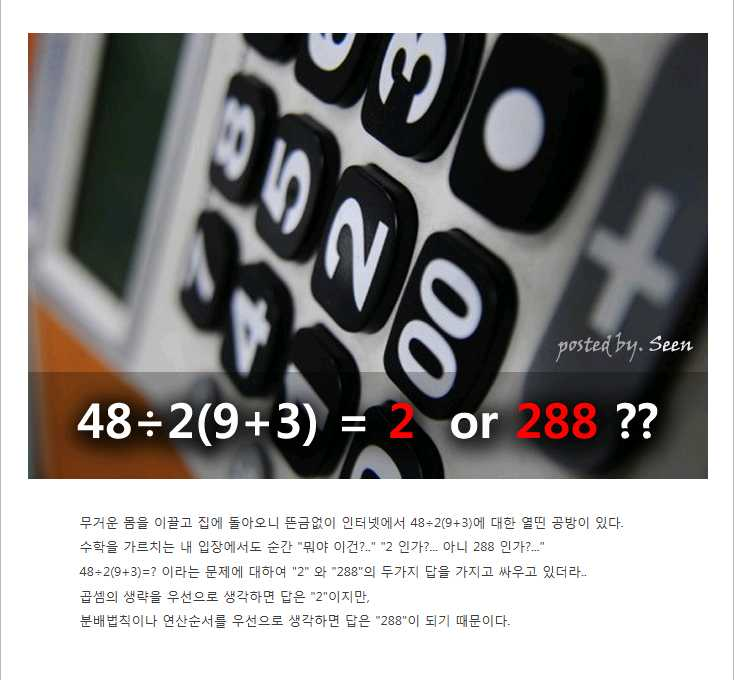 8
5
3
2
7
4
00
+
posted by. Seen
48÷2(9+3) = 2 or 288 ??
무거운 몸을 이끌고 집에 돌아오니 뜬금없이 인터넷에서 48÷2(9+3)에 대한 열띤 공방이 있다.
수학을 가르치는 내 입장에서도 순간 "뭐야 이건?.." "2 인가?... 아니 288 인가?..."
48÷2(9+3)=? 이라는 문제에 대하여 "2" 와 "288"의 두가지 답을 가지고 싸우고 있더라..
곱셈의 생략을 우선으로 생각하면 답은 "2"이지만,
분배법칙이나 연산순서를 우선으로 생각하면 답은 "288"이 되기 때문이다.